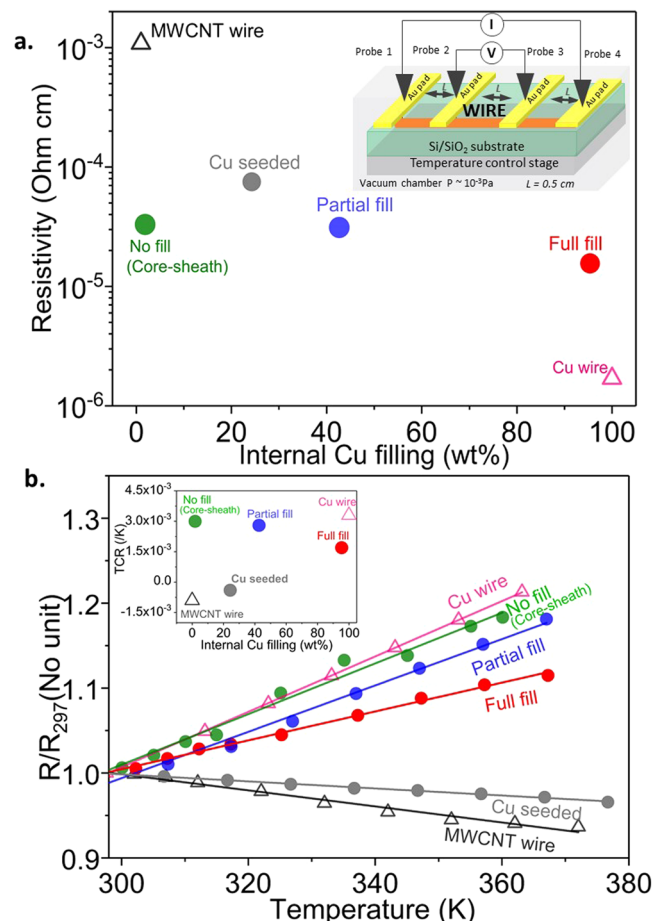 a.
Resistivity (Ohm cm)
10⁻³
10⁻⁴
10⁻⁵
10⁻⁶
MWCNT wire
Cu seeded
No fill
(Core-sheath)
Partial fill
Full fill
Cu wire
I
V
Probe 1
Probe 2
Probe 3
Probe 4
Au pad
Au pad
Au pad
Au pad
L
L
L
WIRE
Si/SiO₂ substrate
Temperature control stage
Vacuum chamber P ~ 10⁻³Pa
L = 0.5 cm
0 20 40 60 80 100
Internal Cu filling (wt%)
b.
R/R₂₉₇(No unit)
1.3
1.2
1.1
1.0
0.9
TCR (/K)
4.5x10⁻³
3.0x10⁻³
1.5x10⁻³
0.0
-1.5x10⁻³
No fill
(Core-sheath)
Partial fill
Cu wire
Full fill
Cu seeded
MWCNT wire
0 20 40 60 80 100
Internal Cu filling (wt%)
Cu wire
No fill
(Core-sheath)
Partial fill
Full fill
Cu seeded
MWCNT wire
300 320 340 360 380
Temperature (K)